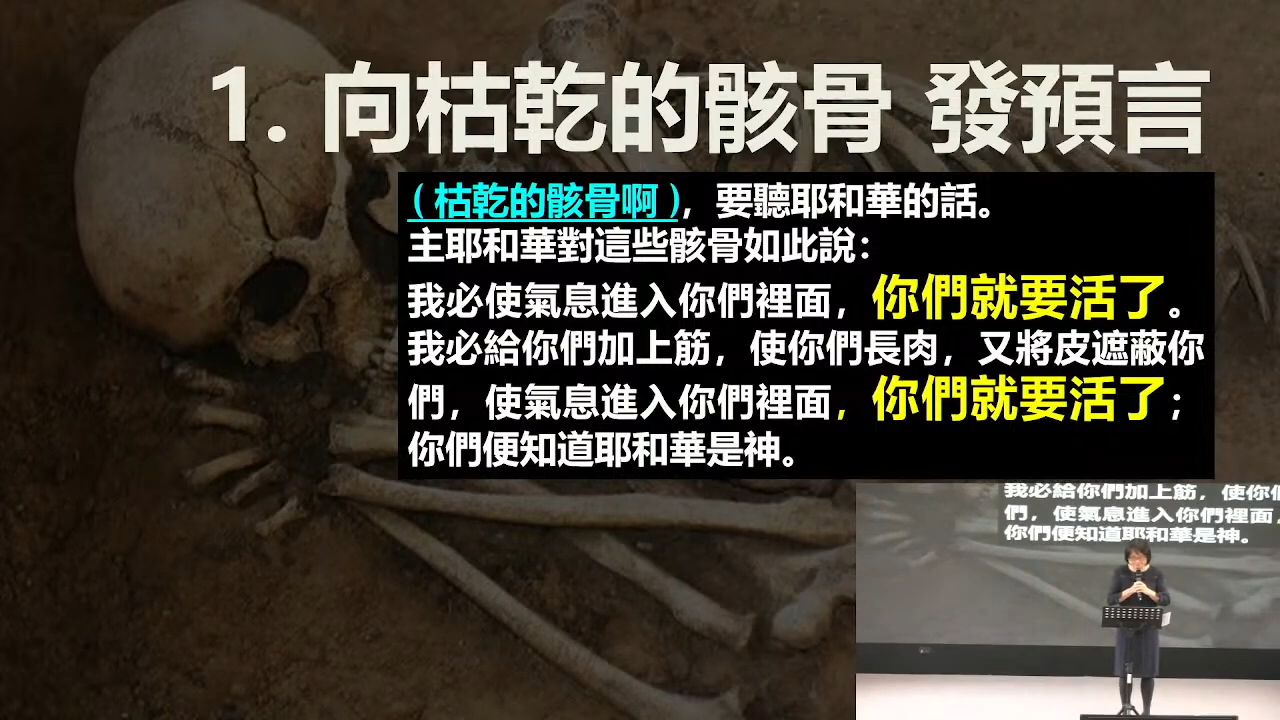 1. 向枯乾的骸骨 發預言
(枯乾的骸骨啊)，要聽耶和華的話。
主耶和華對這些骸骨如此說：
我必使氣息進入你們裡面，你們就要活了。
我必給你們加上筋，使你們長肉，又將皮遮蔽你
們，使氣息進入你們裡面，你們就要活了；
你們便知道耶和華是神。
我必給你們加上筋，使你
們，使氣息進入你們裡面，
你們便知道耶和華是神。